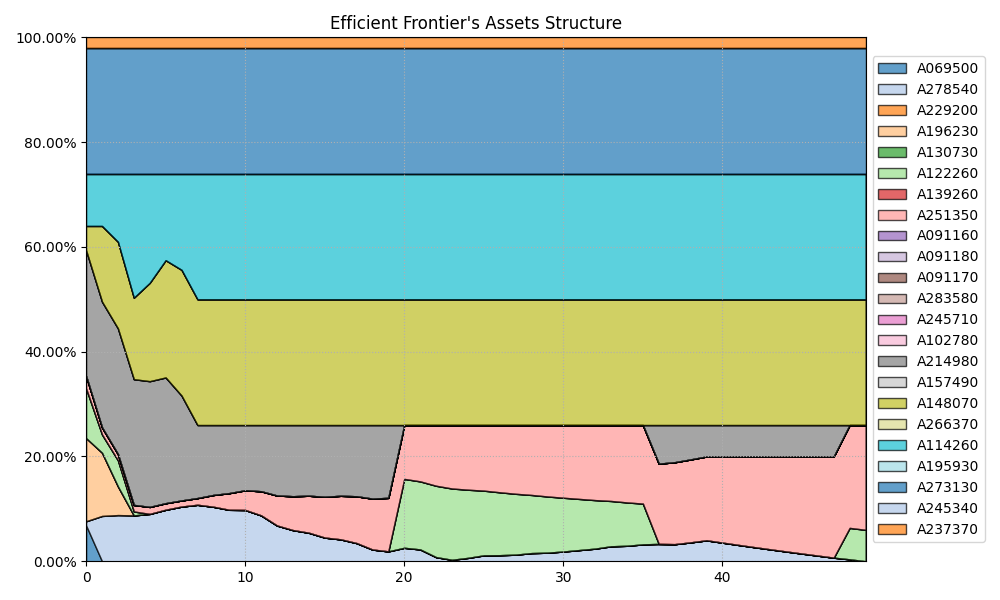 Efficient Frontier's Assets Structure
100.00%
80.00%
60.00%
40.00%
20.00%
0.00%
0
10
20
30
40
A069500
A278540
A229200
A196230
A130730
A122260
A139260
A251350
A091160
A091180
A091170
A283580
A245710
A102780
A214980
A157490
A148070
A266370
A114260
A195930
A273130
A245340
A237370